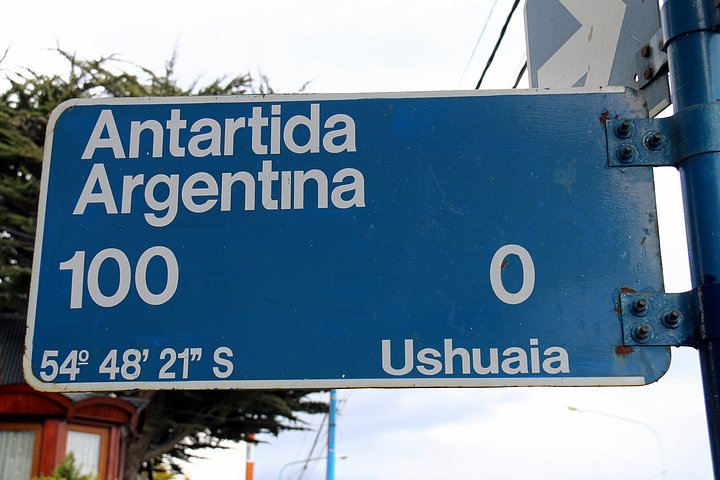 Antartida
Argentina
100 0
54º 48’ 21” S Ushuaia